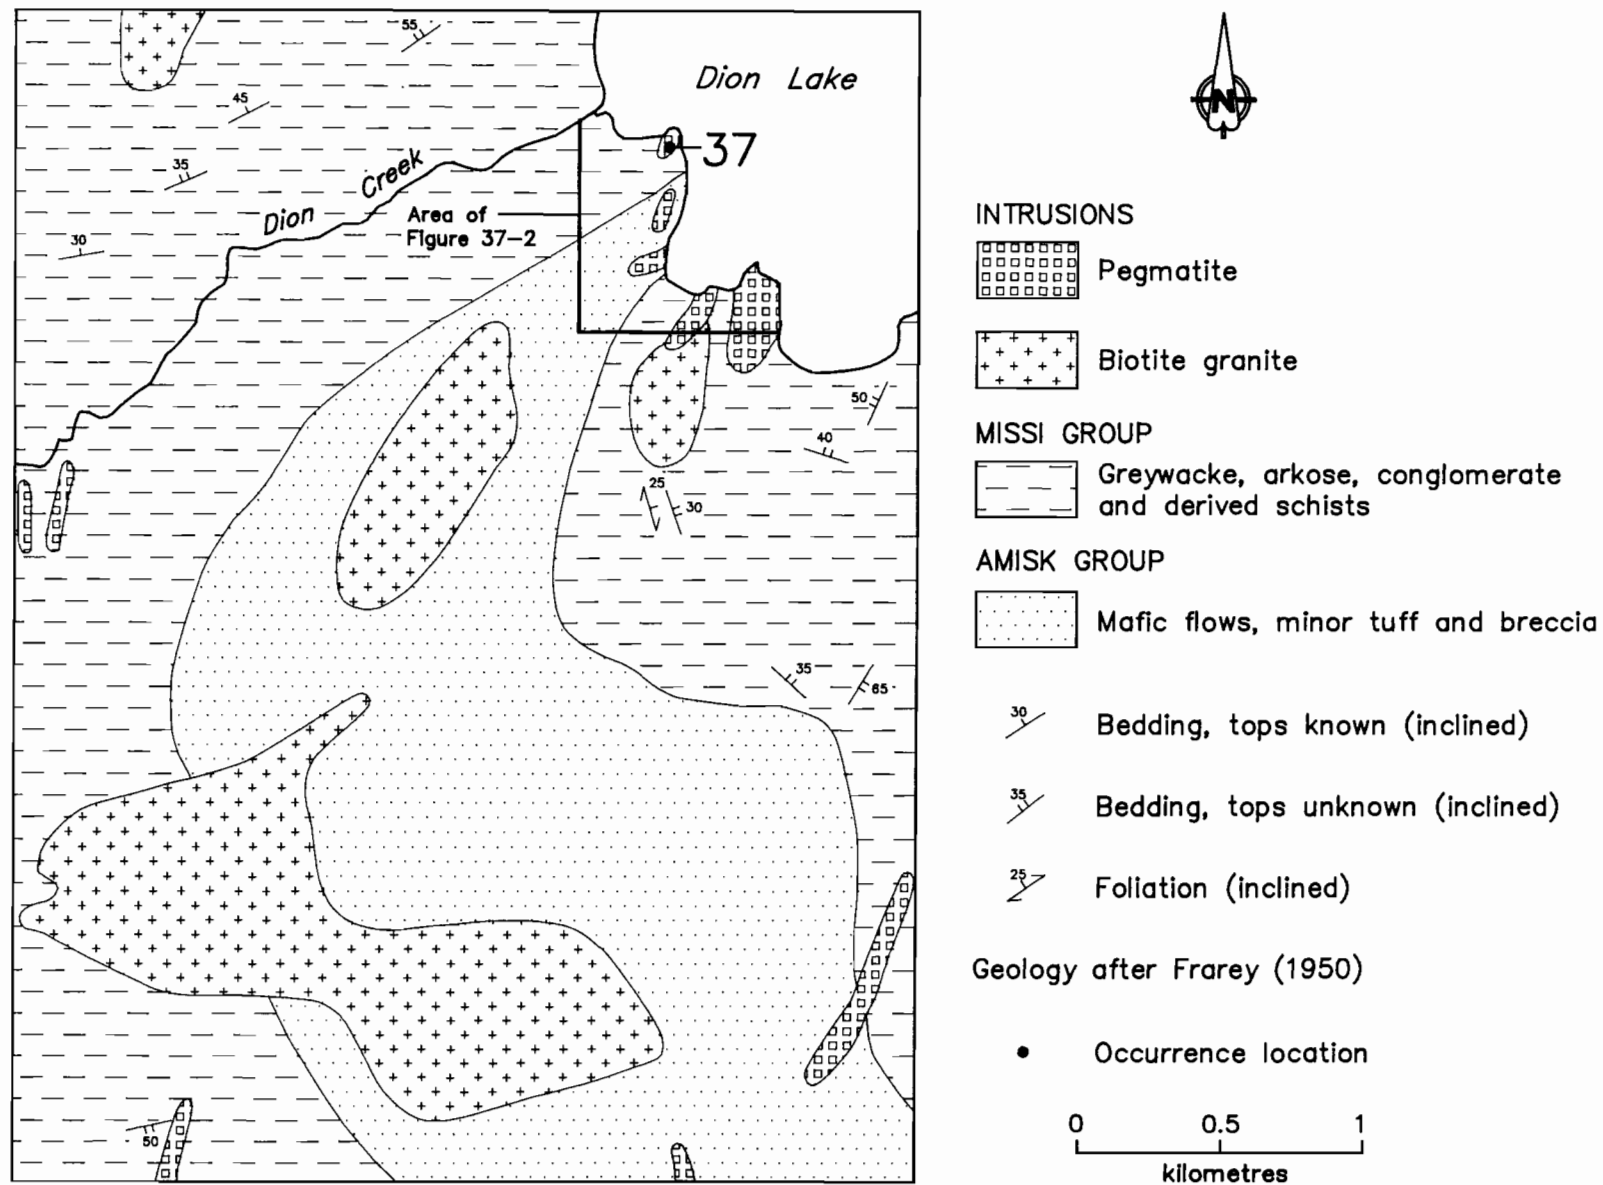 55
Dion Lake
45
37
35
Dion Creek
Area of
Figure 37-2
30
50
40
25
30
35
65
50
N
INTRUSIONS
Pegmatite
Biotite granite
MISSI GROUP
Greywacke, arkose, conglomerate
and derived schists
AMISK GROUP
Mafic flows, minor tuff and breccia
30
Bedding, tops known (inclined)
35
Bedding, tops unknown (inclined)
25
Foliation (inclined)
Geology after Frarey (1950)
Occurrence location
0 0.5 1
kilometres